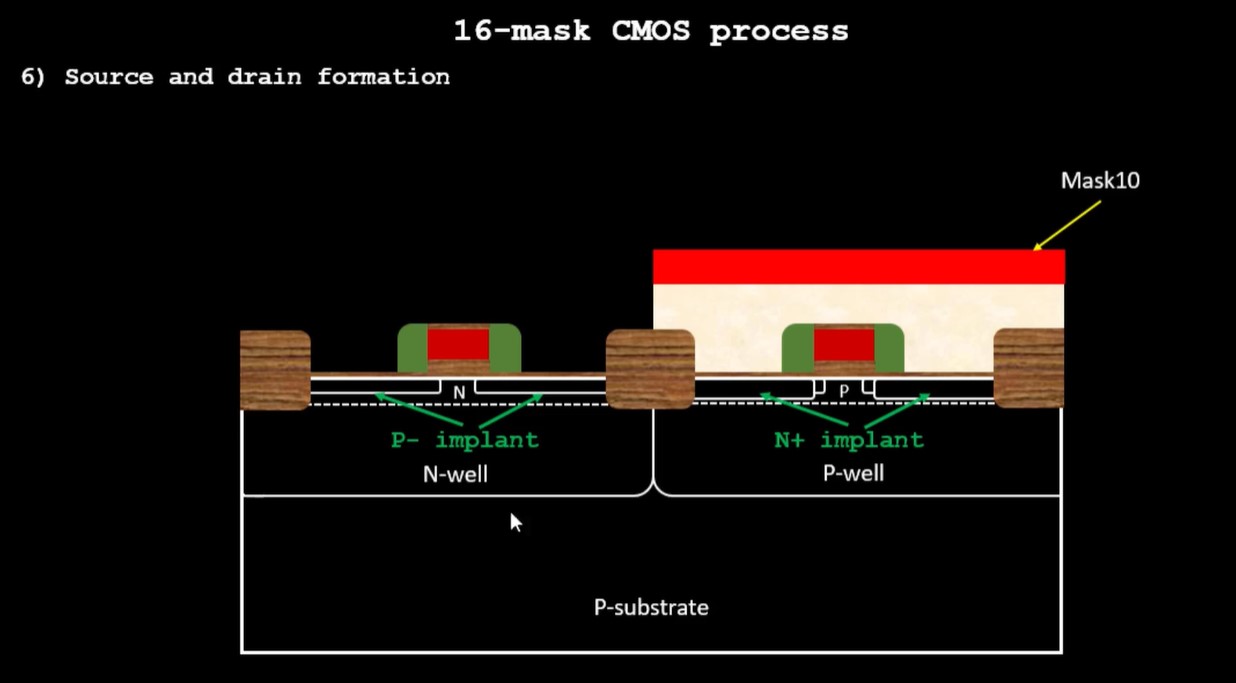 16-mask CMOS process
6) Source and drain formation
Mask10
N
P
P- implant
N+ implant
N-well
P-well
P-substrate